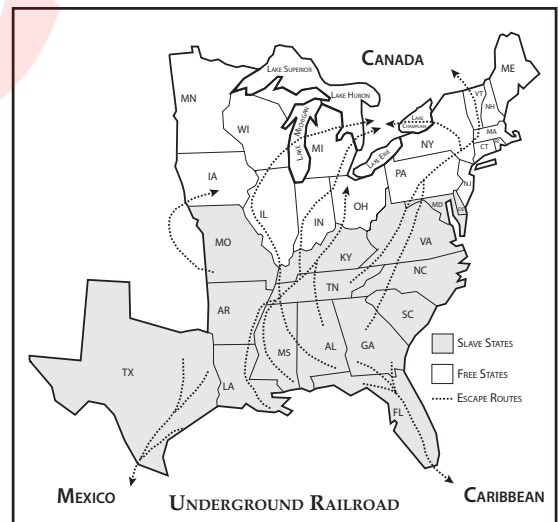 CANADA
ME
LAKE SUPERIOR
MN
LAKE HURON
VT
NH
LAKE MICHIGAN
WI
LAKE CHAMPLAIN
MA
MI
NY
CT
RI
LAKE ERIE
IA
PA
NJ
IL
IN
OH
MD
DE
MO
KY
VA
NC
TN
AR
SC
MS
AL
GA
SLAVE STATES
TX
LA
FREE STATES
FL
ESCAPE ROUTES
MEXICO
UNDERGROUND RAILROAD
CARIBBEAN